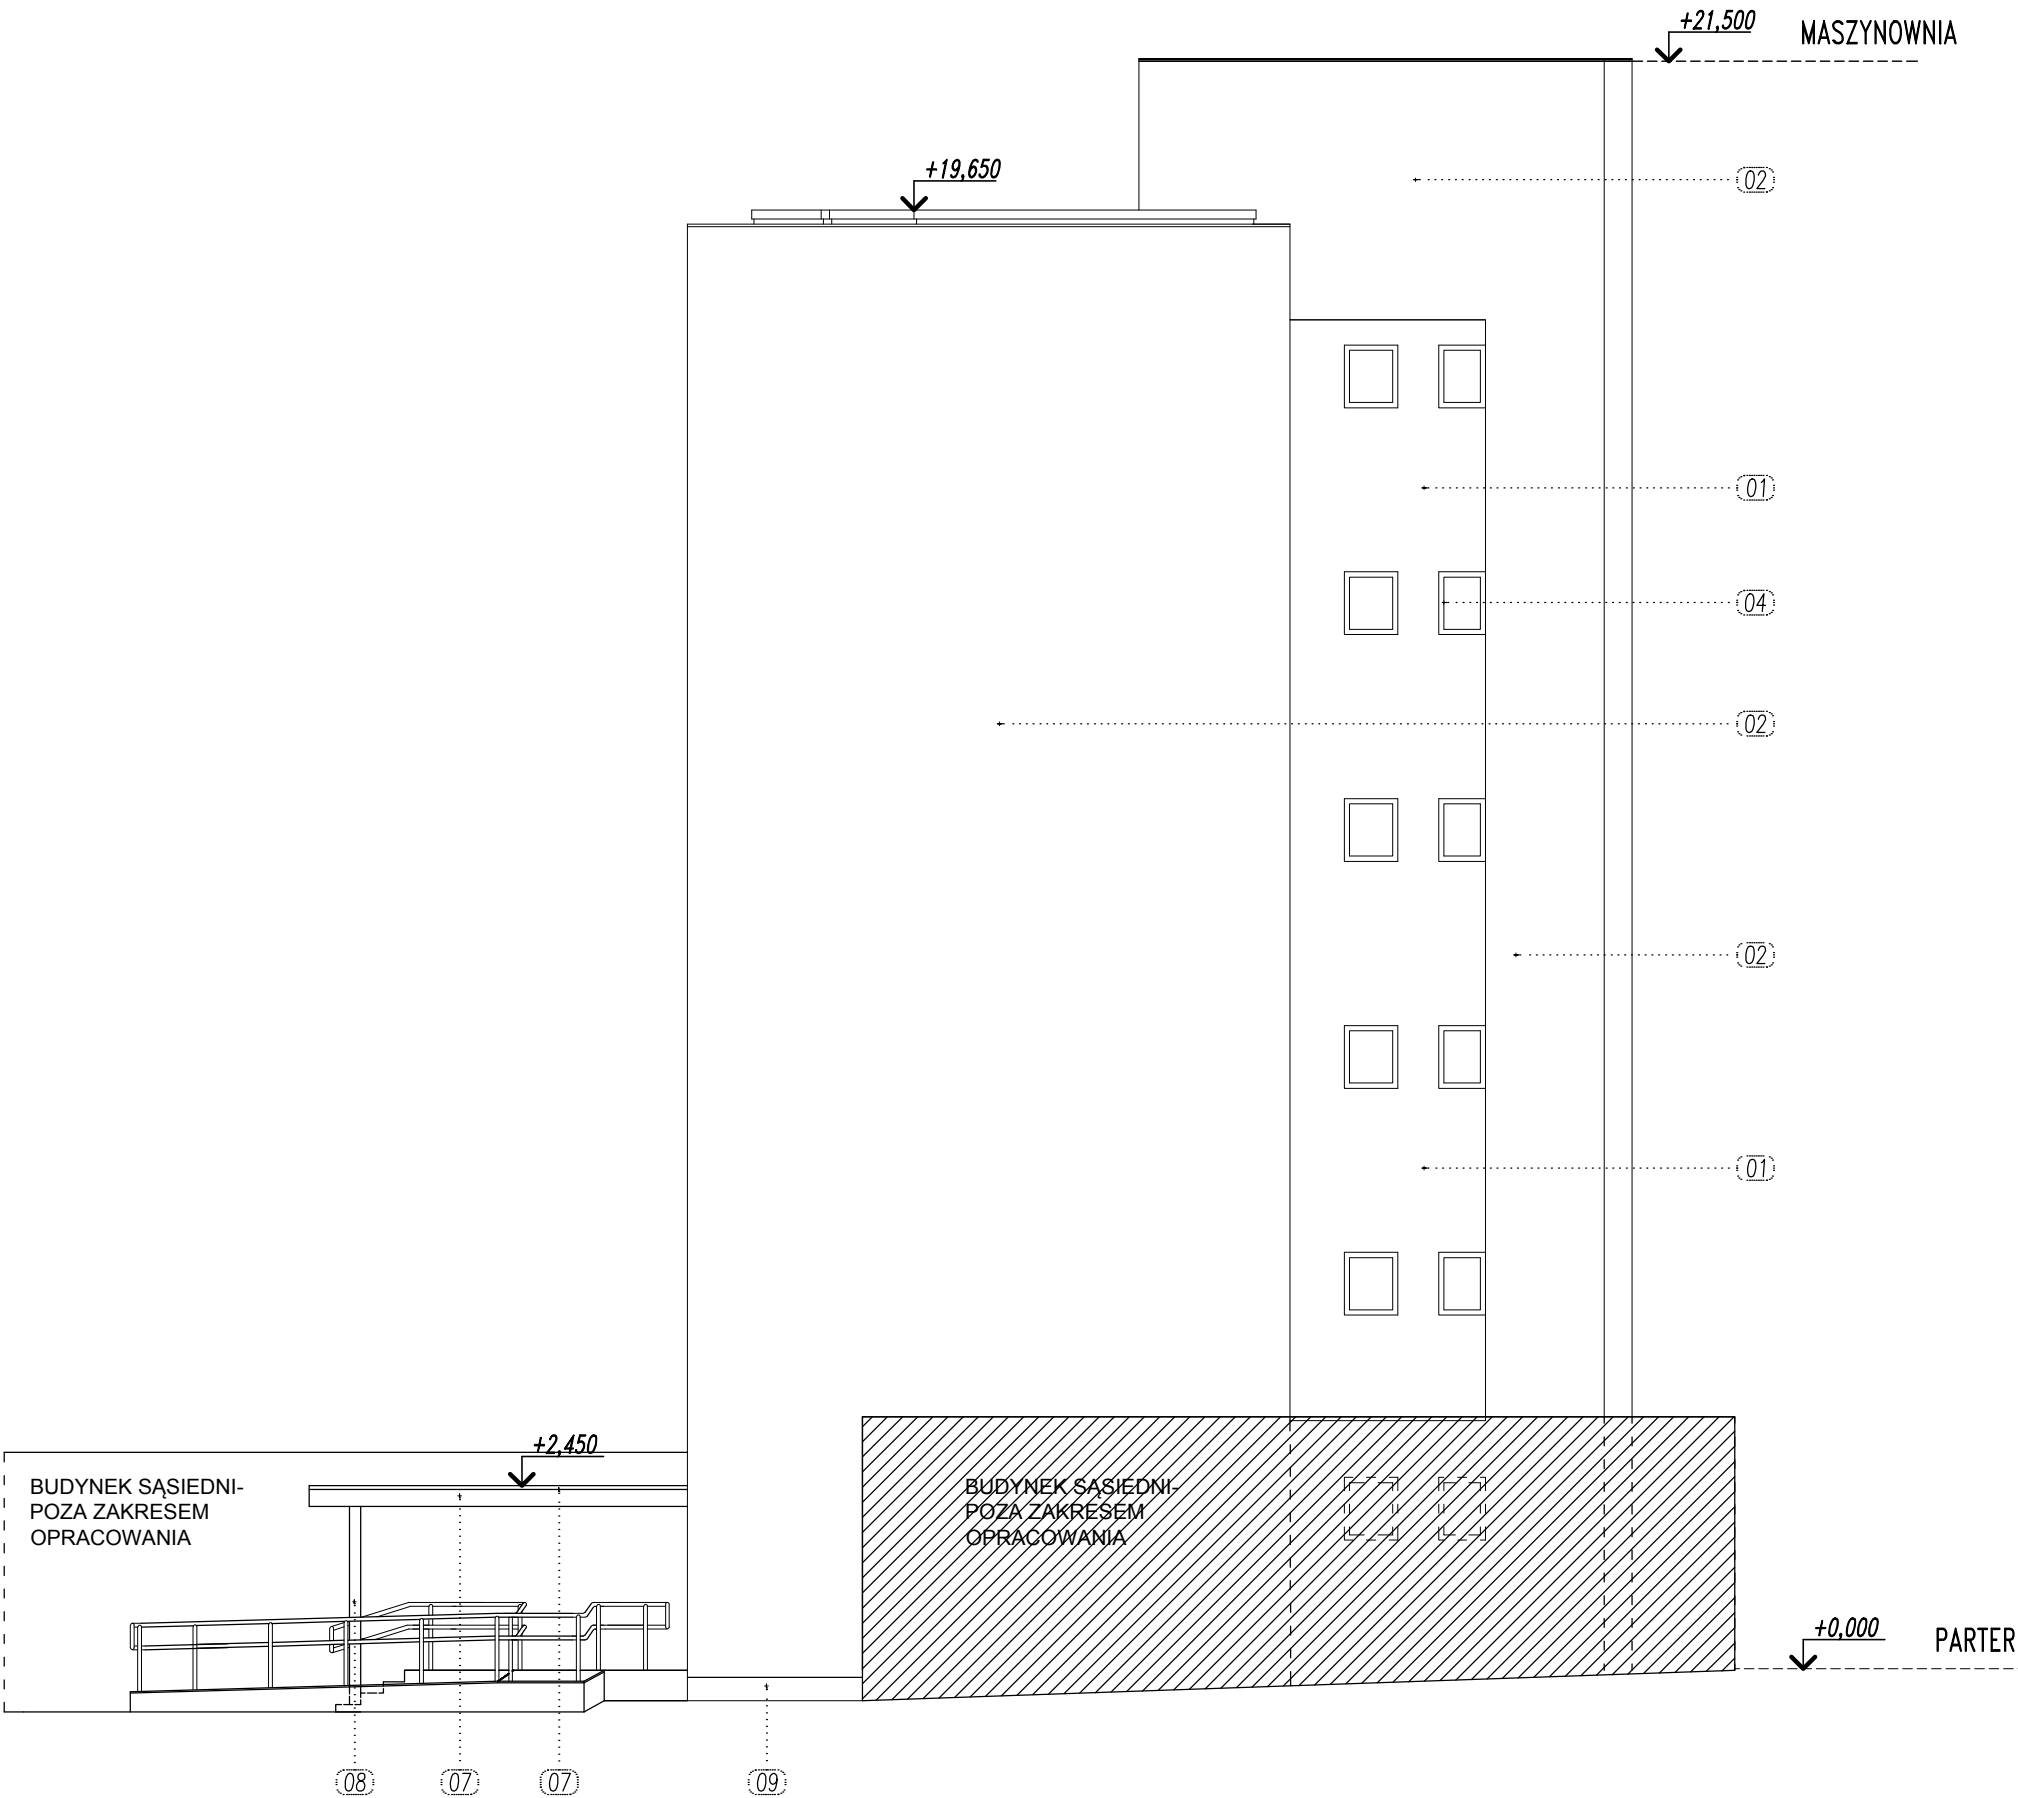 +21,500 MASZYNOWNIA
+19,650
02
01
04
02
02
01
+2,450
BUDYNEK SĄSIEDNI-
POZA ZAKRESEM
OPRACOWANIA
BUDYNEK SĄSIEDNI-
POZA ZAKRESEM
OPRACOWANIA
+0,000 PARTER
08 07 07 09